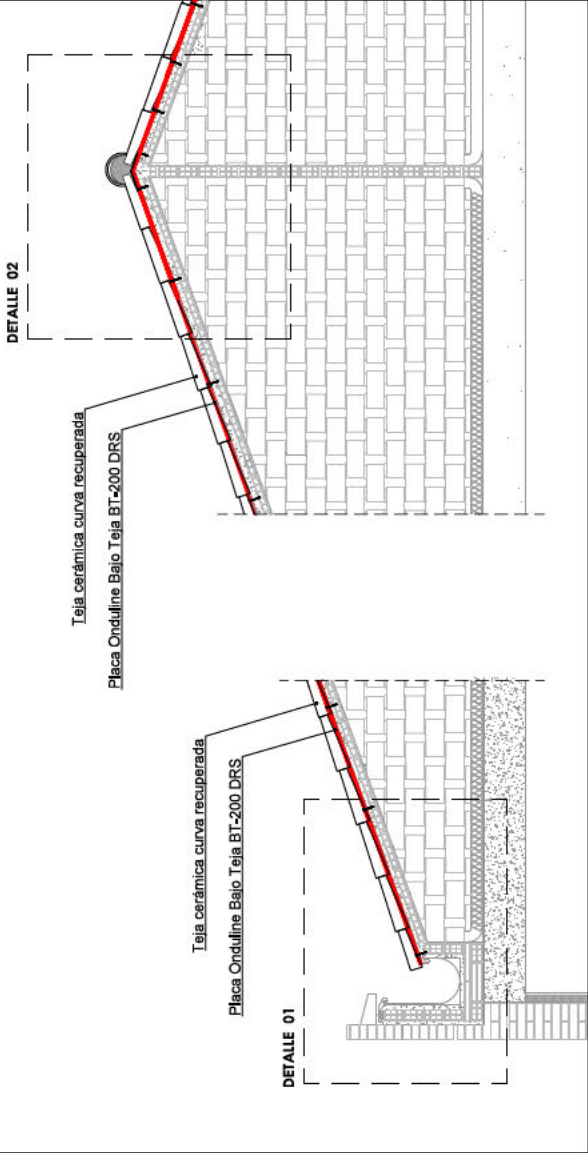 DETALLE 02
Teja cerámica curva recuperada
Placa Onduline Bajo Teja BT-200 DRS
Teja cerámica curva recuperada
Placa Onduline Bajo Teja BT-200 DRS
DETALLE 01